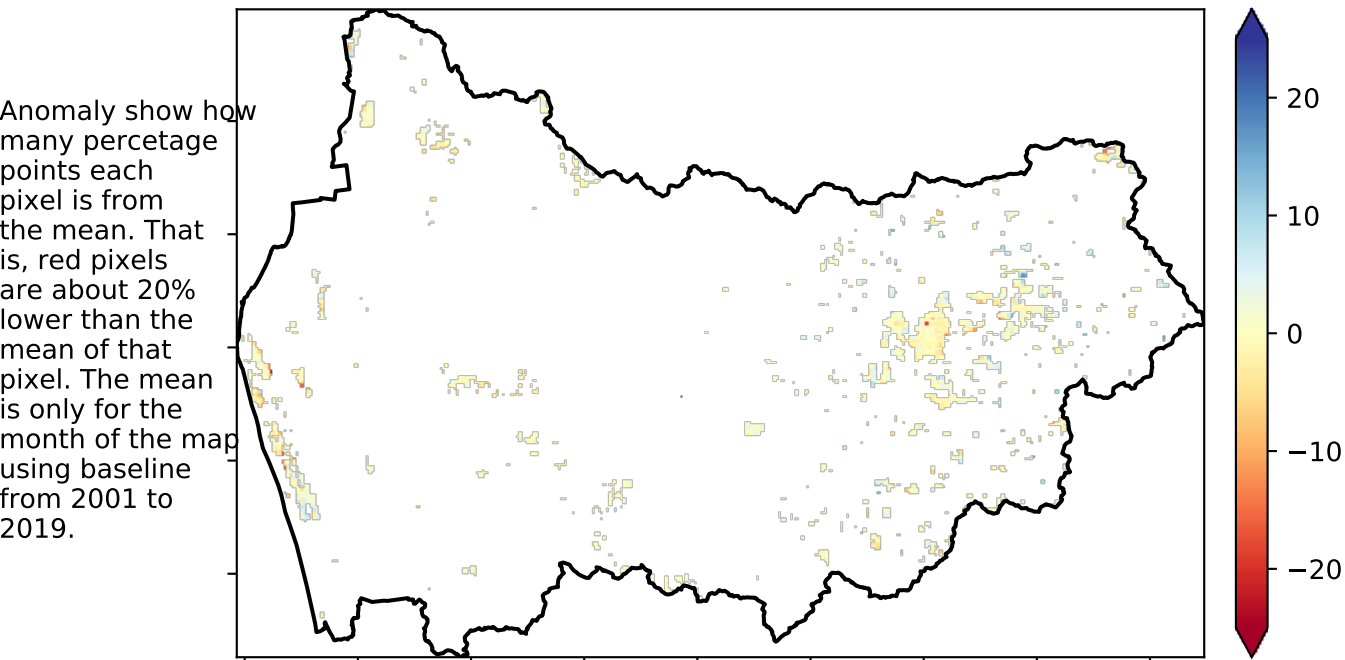 Anomaly show how
many percetage
points each
pixel is from
the mean. That
is, red pixels
are about 20%
lower than the
mean of that
pixel. The mean
is only for the
month of the map
using baseline
from 2001 to
2019.
20
10
0
−10
−20